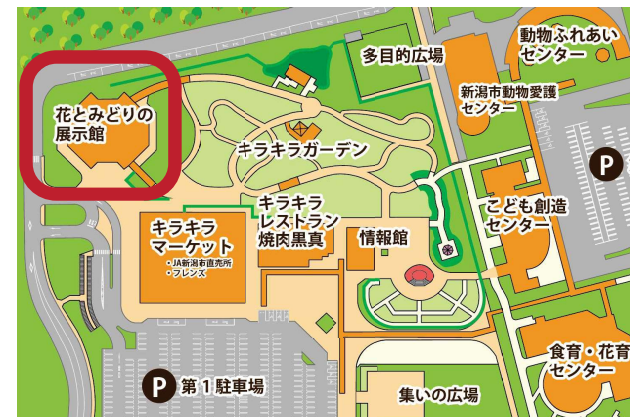 動物ふれあい
センター
多目的広場
新潟市動物愛護
センター
花とみどりの
展示館
キラキラガーデン
P
キラキラ
レストラン
焼肉黒真
こども創造
センター
キラキラ
マーケット
・JA新潟市直売所
・フレンズ
情報館
食育・花育
センター
P 第1駐車場
集いの広場